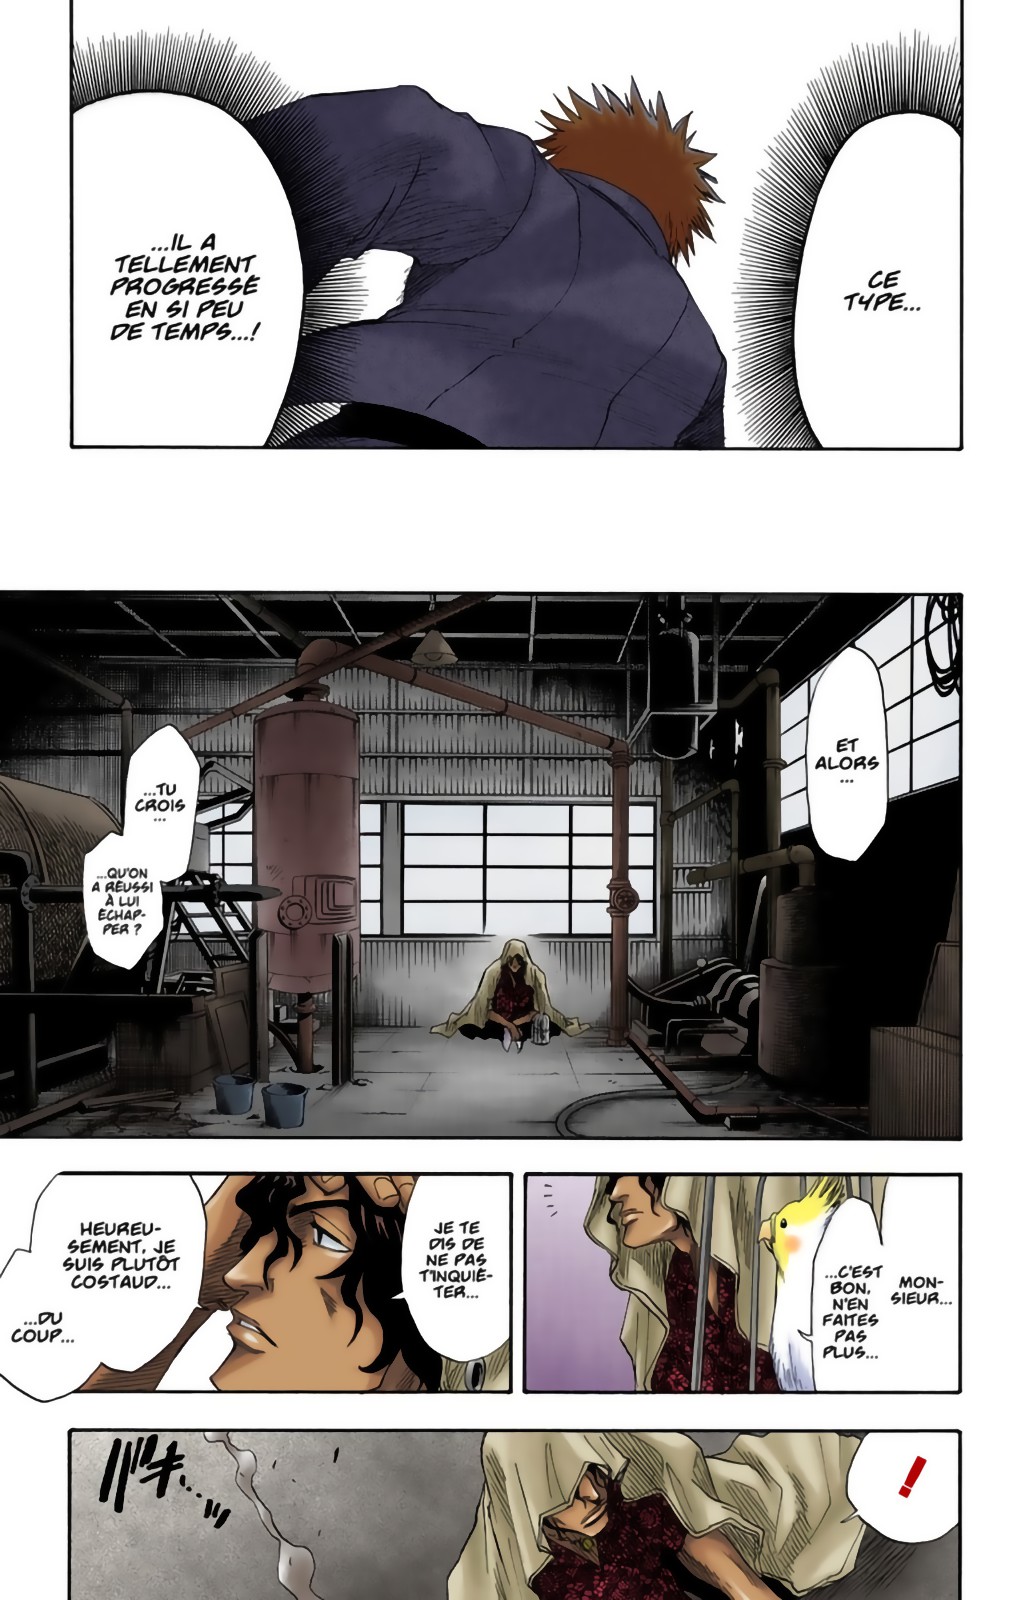 CE
TYPE...
...IL A
TELLEMENT
PROGRESSÉ
EN SI PEU
DE TEMPS...!
ET
ALORS
...
...TU
CROIS
...
...QU'ON
A RÉUSSI
À LUI
ÉCHAP-
PER ?
MON-
SIEUR...
...C'EST
BON,
N'EN
FAITES
PAS
PLUS...
JE TE
DIS DE
NE PAS
T'INQUIÉ-
TER...
HEUREU-
SEMENT, JE
SUIS PLUTÔT
COSTAUD...
...DU
COUP...
!
バキ...